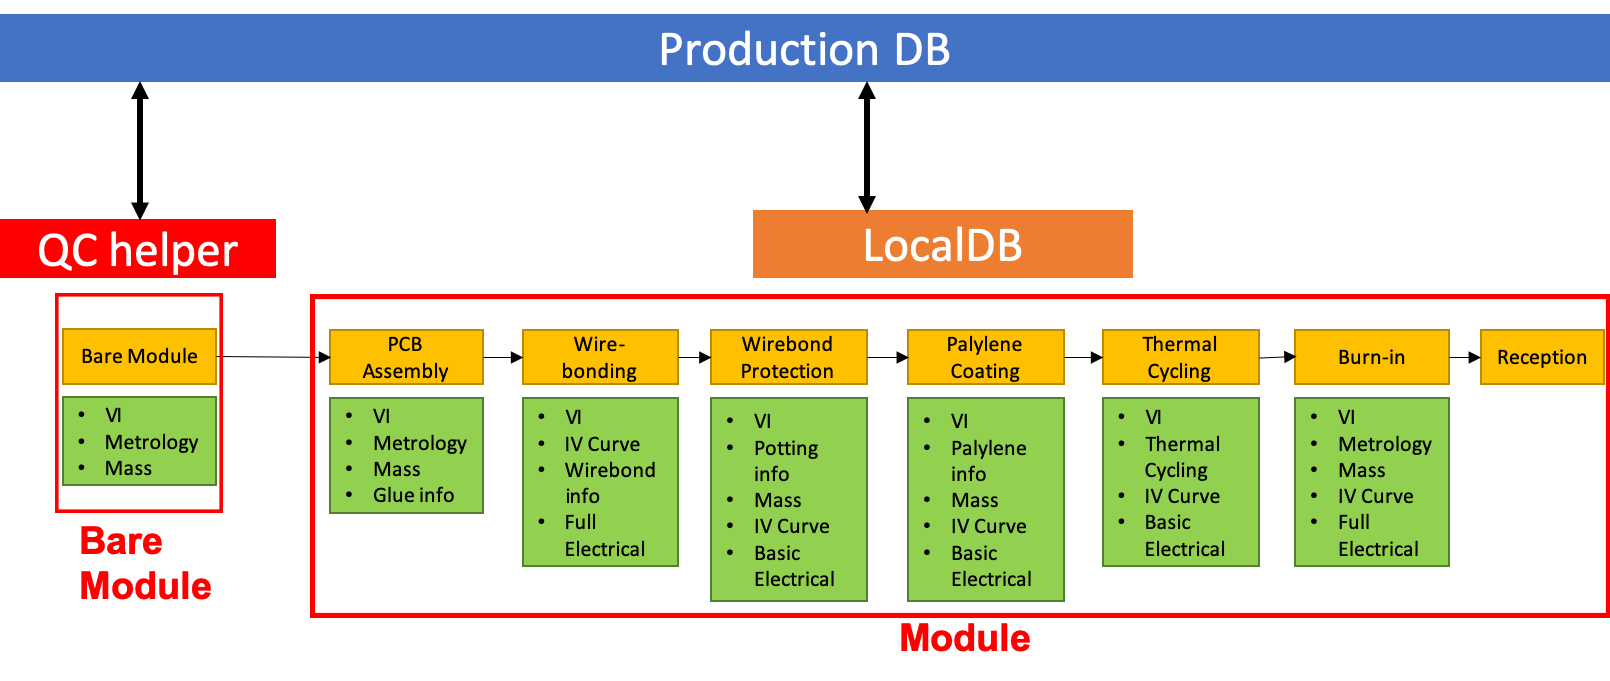 Production DB
QC helper
LocalDB
Bare Module
• VI
• Metrology
• Mass
Bare
Module
PCB
Assembly
• VI
• Metrology
• Mass
• Glue info
Wire-
bonding
• VI
• IV Curve
• Wirebond
info
• Full
Electrical
Wirebond
Protection
• VI
• Potting
info
• Mass
• IV Curve
• Basic
Electrical
Palylene
Coating
• VI
• Palylene
info
• Mass
• IV Curve
• Basic
Electrical
Thermal
Cycling
• VI
• Thermal
Cycling
• IV Curve
• Basic
Electrical
Burn-in
• VI
• Metrology
• Mass
• IV Curve
• Full
Electrical
Reception
Module